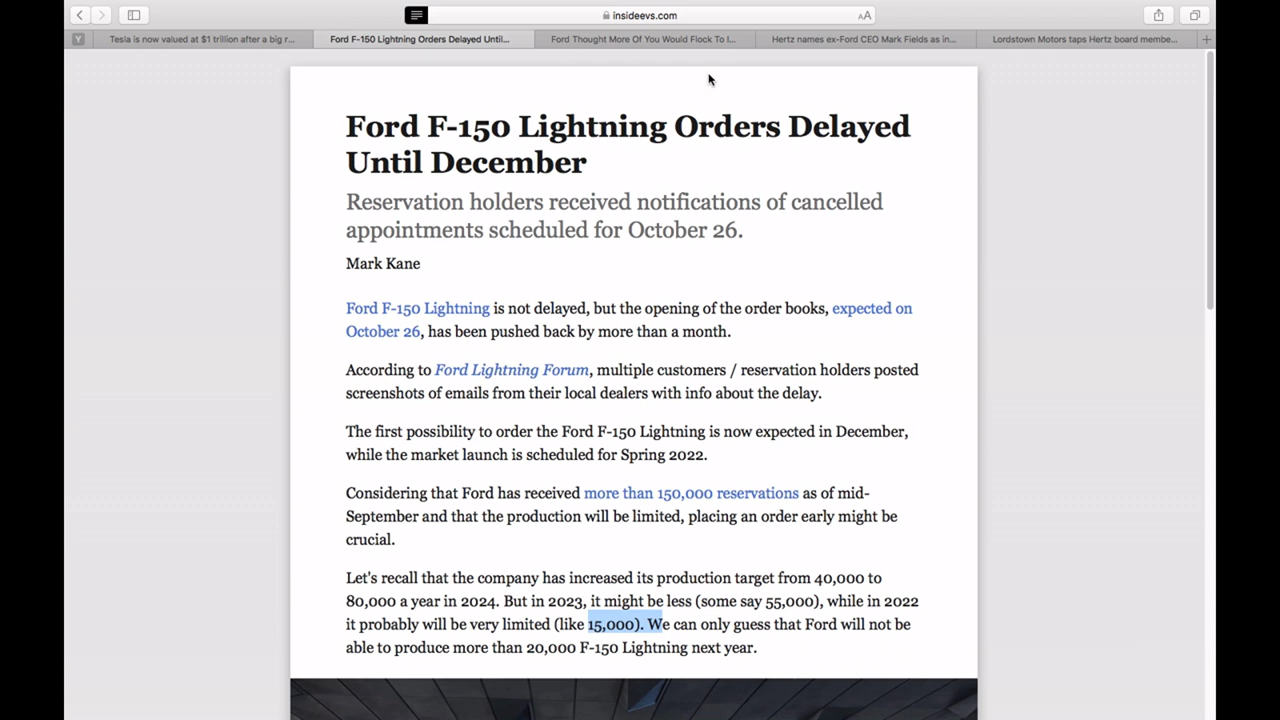 insideevs.com
AA
Y
Tesla is now valued at $1 trillion after a big r...
Ford F-150 Lightning Orders Delayed Until...
Ford Thought More Of You Would Flock To I...
Hertz names ex-Ford CEO Mark Fields as in...
Lordstown Motors taps Hertz board membe...
Ford F-150 Lightning Orders Delayed
Until December
Reservation holders received notifications of cancelled
appointments scheduled for October 26.
Mark Kane
Ford F-150 Lightning is not delayed, but the opening of the order books, expected on
October 26, has been pushed back by more than a month.
According to Ford Lightning Forum, multiple customers / reservation holders posted
screenshots of emails from their local dealers with info about the delay.
The first possibility to order the Ford F-150 Lightning is now expected in December,
while the market launch is scheduled for Spring 2022.
Considering that Ford has received more than 150,000 reservations as of mid-
September and that the production will be limited, placing an order early might be
crucial.
Let's recall that the company has increased its production target from 40,000 to
80,000 a year in 2024. But in 2023, it might be less (some say 55,000), while in 2022
it probably will be very limited (like 15,000). We can only guess that Ford will not be
able to produce more than 20,000 F-150 Lightning next year.